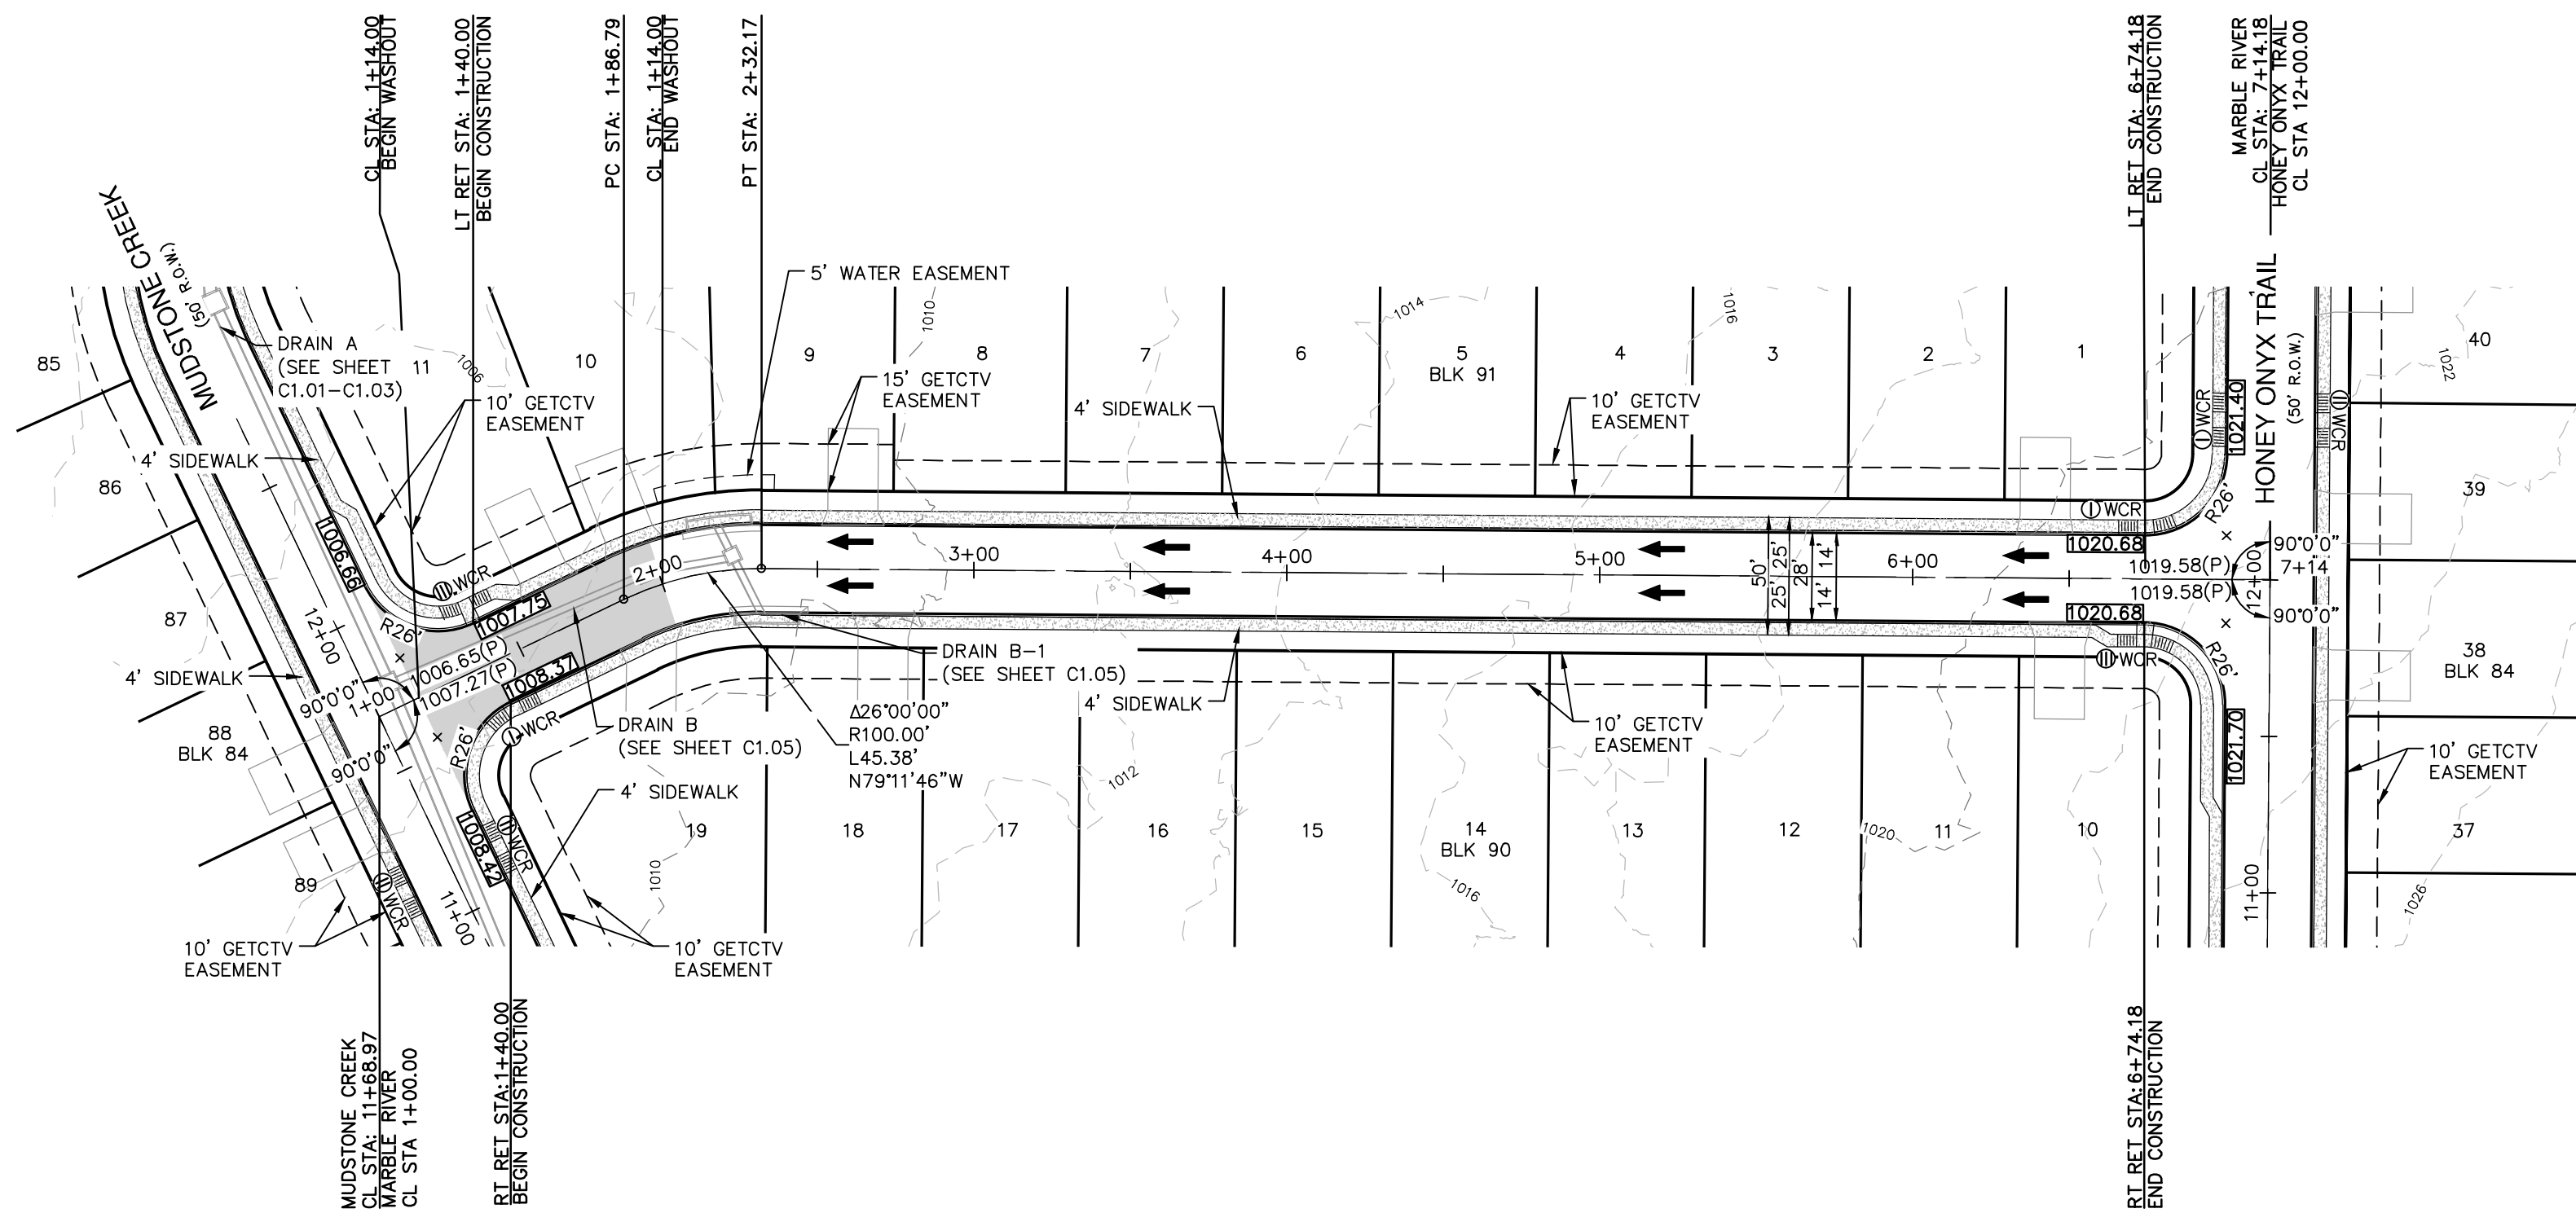 CL STA: 1+14.00
BEGIN WASHOUT
LT RET STA: 1+40.00
BEGIN CONSTRUCTION
PC STA: 1+86.79
CL STA: 1+14.00
END WASHOUT
PT STA: 2+32.17
LT RET STA: 6+74.18
END CONSTRUCTION
MARBLE RIVER
CL STA: 7+14.18
HONEY ONYX TRAIL
CL STA 12+00.00
MUDSTONE CREEK
(50' R.O.W.)
5' WATER EASEMENT
DRAIN A
(SEE SHEET
C1.01-C1.03)
85
11
1006
10
9
1010
8
7
6
1014
5
BLK 91
4
1016
3
2
1
HONEY ONYX TRAIL
(50' R.O.W.)
40
1022
10' GETCTV
EASEMENT
15' GETCTV
EASEMENT
4' SIDEWALK
10' GETCTV
EASEMENT
WCR
1021.40
WCR
4' SIDEWALK
86
39
1006.66
WCR
1007.75
R26'
2+00
3+00
4+00
5+00
6+00
50'
25' 25'
28'
14' 14'
WCR
1020.68
R26'
1019.58(P)
1019.58(P)
90°0'0"
7+14
12+00
90°0'0"
1020.68
WCR
R26'
87
12+00
R26'
1006.65(P)
1007.27(P)
1008.37
4' SIDEWALK
90°0'0"
1+00
88
BLK 84
90°0'0"
R26'
WCR
DRAIN B-1
(SEE SHEET C1.05)
4' SIDEWALK
DRAIN B
(SEE SHEET C1.05)
Δ26°00'00"
R100.00'
L45.38'
N79°11'46"W
10' GETCTV
EASEMENT
38
BLK 84
1021.70
10' GETCTV
EASEMENT
1012
4' SIDEWALK
1008.42
WCR
89
WCR
11+00
1010
19
18
17
16
15
14
BLK 90
1016
13
12
1020
11
10
11+00
37
1026
10' GETCTV
EASEMENT
10' GETCTV
EASEMENT
MUDSTONE CREEK
CL STA: 11+68.97
MARBLE RIVER
CL STA 1+00.00
RT RET STA:1+40.00
BEGIN CONSTRUCTION
RT RET STA:6+74.18
END CONSTRUCTION